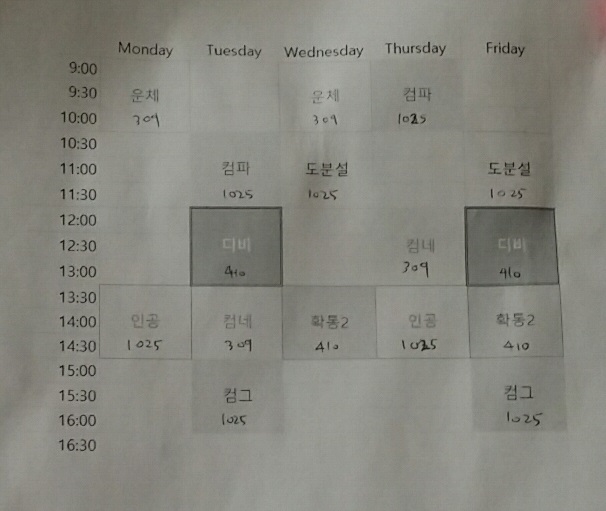 Monday Tuesday Wednesday Thursday Friday
9:00
9:30 운체 운체 컴파
10:00 309 309 1025
10:30
11:00 컴파 도분설 도분설
11:30 1025 1025 1025
12:00
12:30 디비 컴네 디비
13:00 410 309 410
13:30
14:00 인공 컴네 확통2 인공 확통2
14:30 1025 309 410 1025 410
15:00
15:30 컴그 컴그
16:00 1025 1025
16:30